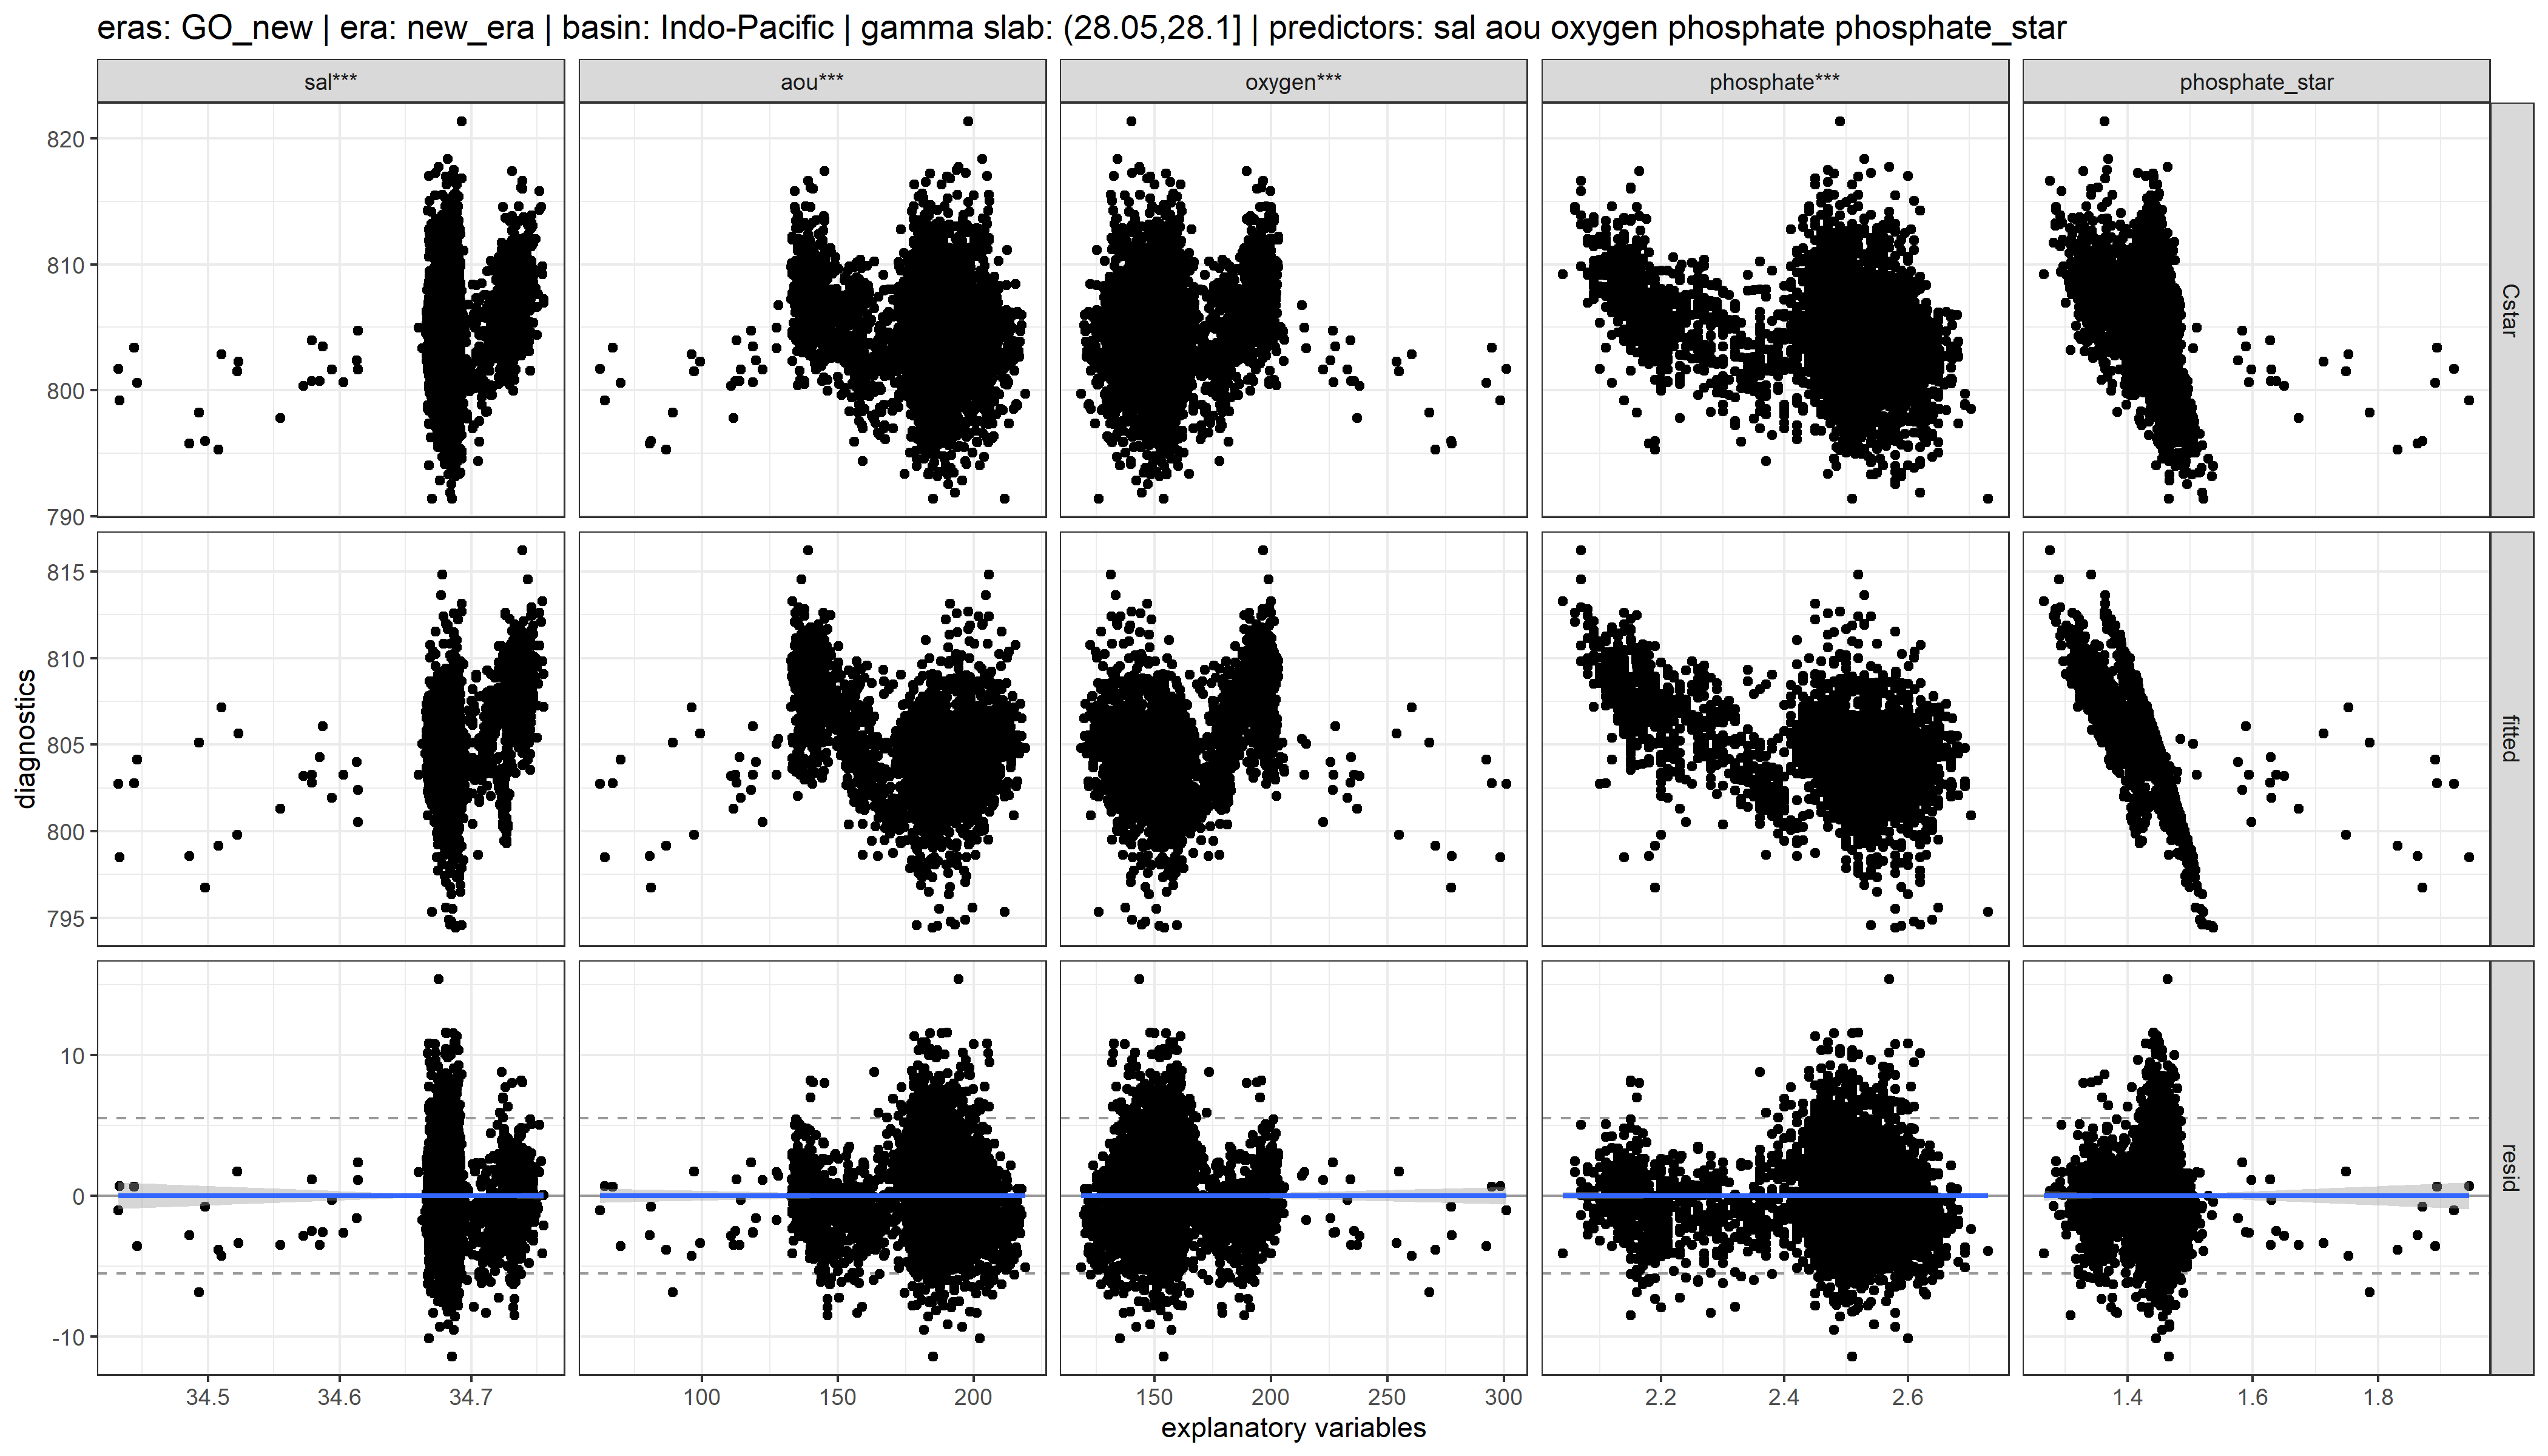 eras: GO_new | era: new_era | basin: Indo-Pacific | gamma slab: (28.05,28.1] | predictors: sal aou oxygen phosphate phosphate_star
sal*** aou*** oxygen*** phosphate*** phosphate_star
820
810
800
790
Cstar
815
810
805
800
795
fitted
diagnostics
10
0
-10
resid
34.5 34.6 34.7 100 150 200 150 200 250 300 2.2 2.4 2.6 1.4 1.6 1.8
explanatory variables